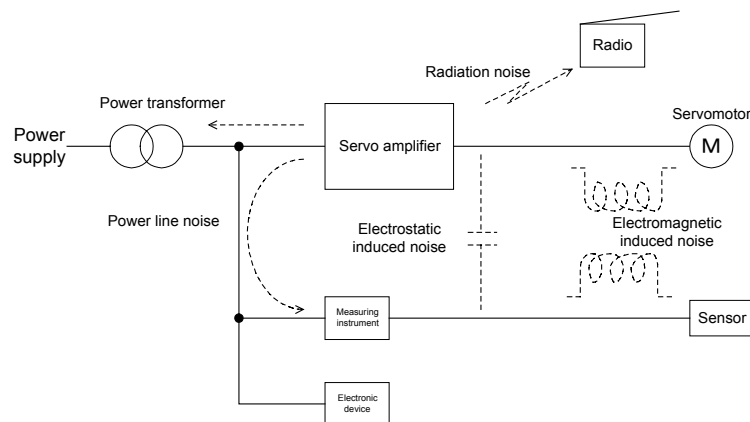 Radio
Radiation noise
Power transformer
Servomotor
Power
supply
Servo amplifier
M
Power line noise
Electrostatic
induced noise
Electromagnetic
induced noise
Measuring
instrument
Sensor
Electronic
device